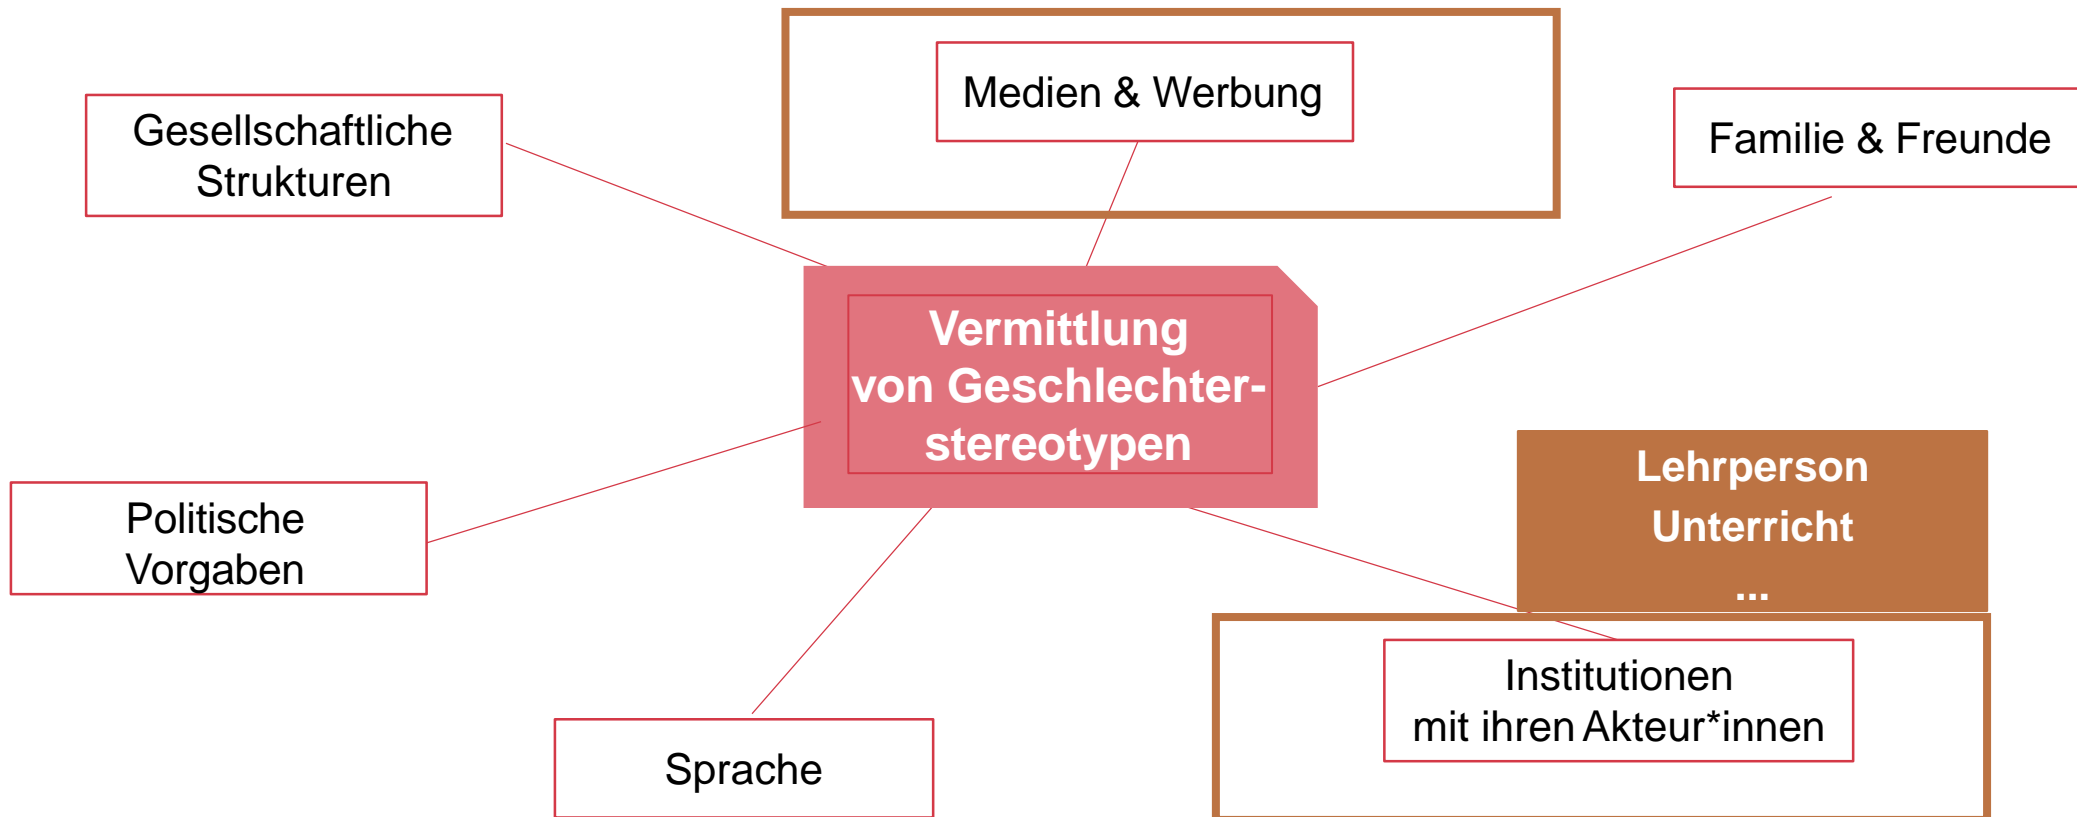 Medien & Werbung
Gesellschaftliche
Strukturen
Familie & Freunde
Vermittlung
von Geschlechter-
stereotypen
Lehrperson
Unterricht
...
Politische
Vorgaben
Institutionen
mit ihren Akteur*innen
Sprache